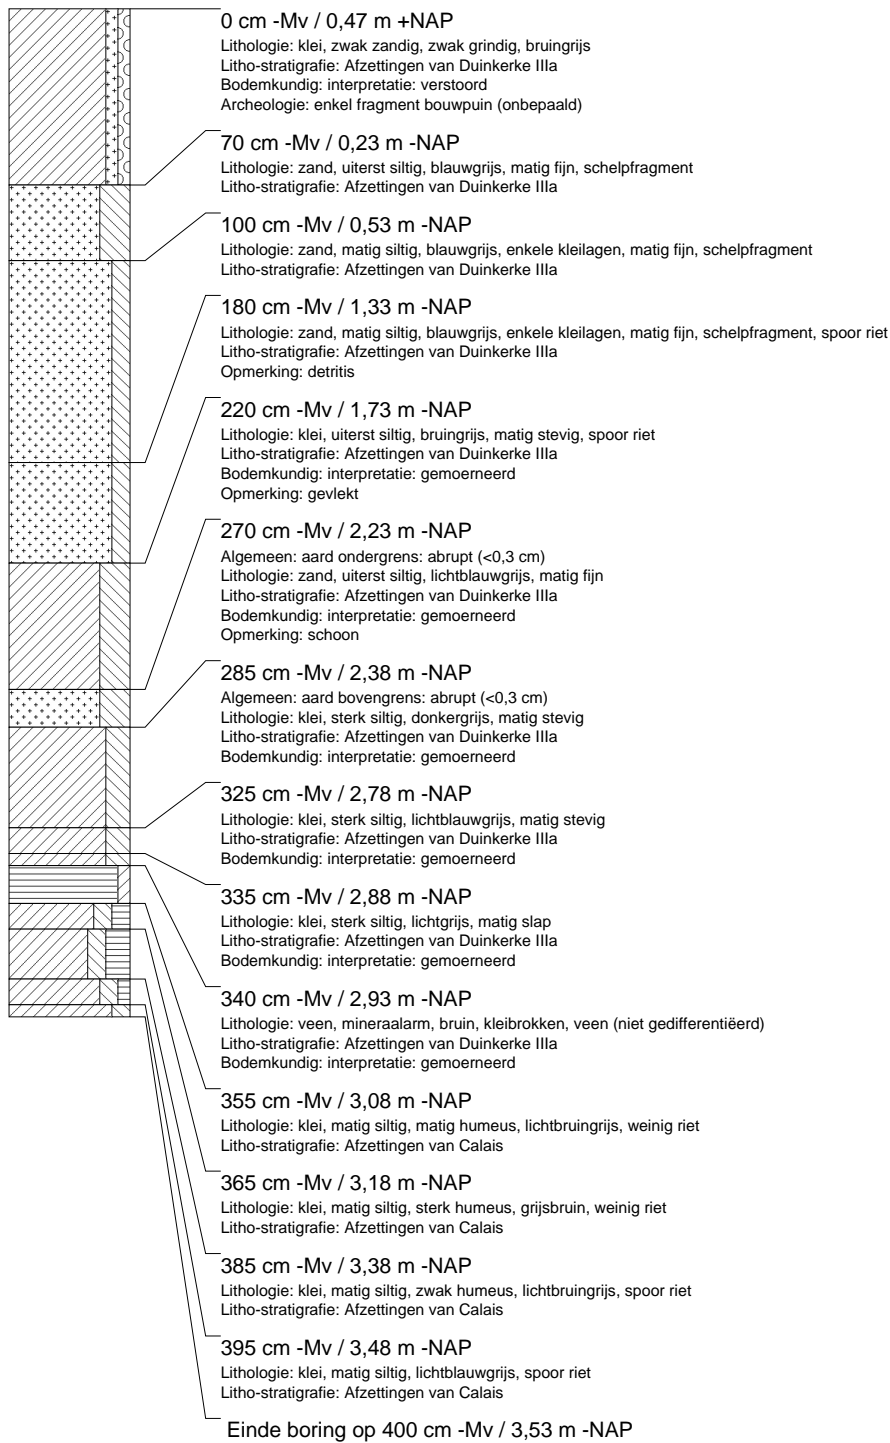 0 cm -Mv / 0,47 m +NAP
Lithologie: klei, zwak zandig, zwak grindig, bruingrijs
Litho-stratigrafie: Afzettingen van Duinkerke IIIa
Bodemkundig: interpretatie: verstoord
Archeologie: enkel fragment bouwpuin (onbepaald)
70 cm -Mv / 0,23 m -NAP
Lithologie: zand, uiterst siltig, blauwgrijs, matig fijn, schelpfragment
Litho-stratigrafie: Afzettingen van Duinkerke IIIa
100 cm -Mv / 0,53 m -NAP
Lithologie: zand, matig siltig, blauwgrijs, enkele kleilagen, matig fijn, schelpfragment
Litho-stratigrafie: Afzettingen van Duinkerke IIIa
180 cm -Mv / 1,33 m -NAP
Lithologie: zand, matig siltig, blauwgrijs, enkele kleilagen, matig fijn, schelpfragment, spoor riet
Litho-stratigrafie: Afzettingen van Duinkerke IIIa
Opmerking: detritis
220 cm -Mv / 1,73 m -NAP
Lithologie: klei, uiterst siltig, bruingrijs, matig stevig, spoor riet
Litho-stratigrafie: Afzettingen van Duinkerke IIIa
Bodemkundig: interpretatie: gemoerneerd
Opmerking: gevlekt
270 cm -Mv / 2,23 m -NAP
Algemeen: aard ondergrens: abrupt (<0,3 cm)
Lithologie: zand, uiterst siltig, lichtblauwgrijs, matig fijn
Litho-stratigrafie: Afzettingen van Duinkerke IIIa
Bodemkundig: interpretatie: gemoerneerd
Opmerking: schoon
285 cm -Mv / 2,38 m -NAP
Algemeen: aard bovengrens: abrupt (<0,3 cm)
Lithologie: klei, sterk siltig, donkergrijs, matig stevig
Litho-stratigrafie: Afzettingen van Duinkerke IIIa
Bodemkundig: interpretatie: gemoerneerd
325 cm -Mv / 2,78 m -NAP
Lithologie: klei, sterk siltig, lichtblauwgrijs, matig stevig
Litho-stratigrafie: Afzettingen van Duinkerke IIIa
Bodemkundig: interpretatie: gemoerneerd
335 cm -Mv / 2,88 m -NAP
Lithologie: klei, sterk siltig, lichtgrijs, matig slap
Litho-stratigrafie: Afzettingen van Duinkerke IIIa
Bodemkundig: interpretatie: gemoerneerd
340 cm -Mv / 2,93 m -NAP
Lithologie: veen, mineraalarm, bruin, kleibrokken, veen (niet gedifferentiëerd)
Litho-stratigrafie: Afzettingen van Duinkerke IIIa
Bodemkundig: interpretatie: gemoerneerd
355 cm -Mv / 3,08 m -NAP
Lithologie: klei, matig siltig, matig humeus, lichtbruingrijs, weinig riet
Litho-stratigrafie: Afzettingen van Calais
365 cm -Mv / 3,18 m -NAP
Lithologie: klei, matig siltig, sterk humeus, grijsbruin, weinig riet
Litho-stratigrafie: Afzettingen van Calais
385 cm -Mv / 3,38 m -NAP
Lithologie: klei, matig siltig, zwak humeus, lichtbruingrijs, spoor riet
Litho-stratigrafie: Afzettingen van Calais
395 cm -Mv / 3,48 m -NAP
Lithologie: klei, matig siltig, lichtblauwgrijs, spoor riet
Litho-stratigrafie: Afzettingen van Calais
Einde boring op 400 cm -Mv / 3,53 m -NAP